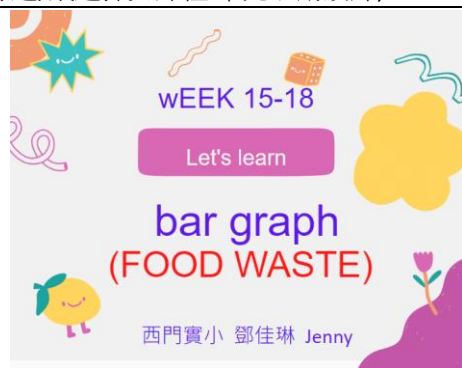 wEEK 15-18
Let's learn
bar graph
(FOOD WASTE)
西門實小 鄧佳琳 Jenny